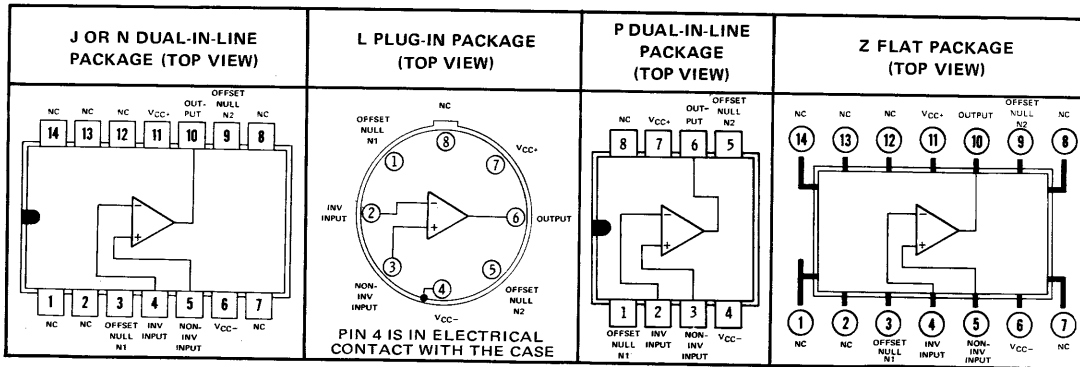 J OR N DUAL-IN-LINE
PACKAGE (TOP VIEW)
NC NC NC VCC+ OUT-PUT OFFSET NULL N2 NC
14 13 12 11 10 9 8
− +
1 2 3 4 5 6 7
NC NC OFFSET NULL N1 INV INPUT NON-INV INPUT VCC− NC
L PLUG-IN PACKAGE
(TOP VIEW)
NC
8
OFFSET NULL N1
1
VCC+
7
INV INPUT
2
− +
6
OUTPUT
3
NON-INV INPUT
5
OFFSET NULL N2
4
VCC−
PIN 4 IS IN ELECTRICAL
CONTACT WITH THE CASE
P DUAL-IN-LINE
PACKAGE
(TOP VIEW)
NC VCC+ OUT-PUT OFFSET NULL N2
8 7 6 5
− +
1 2 3 4
OFFSET NULL N1 INV INPUT NON-INV INPUT VCC−
Z FLAT PACKAGE
(TOP VIEW)
NC NC NC VCC+ OUTPUT OFFSET NULL N2 NC
14 13 12 11 10 9 8
− +
1 2 3 4 5 6 7
NC NC OFFSET NULL N1 INV INPUT NON-INV INPUT VCC− NC